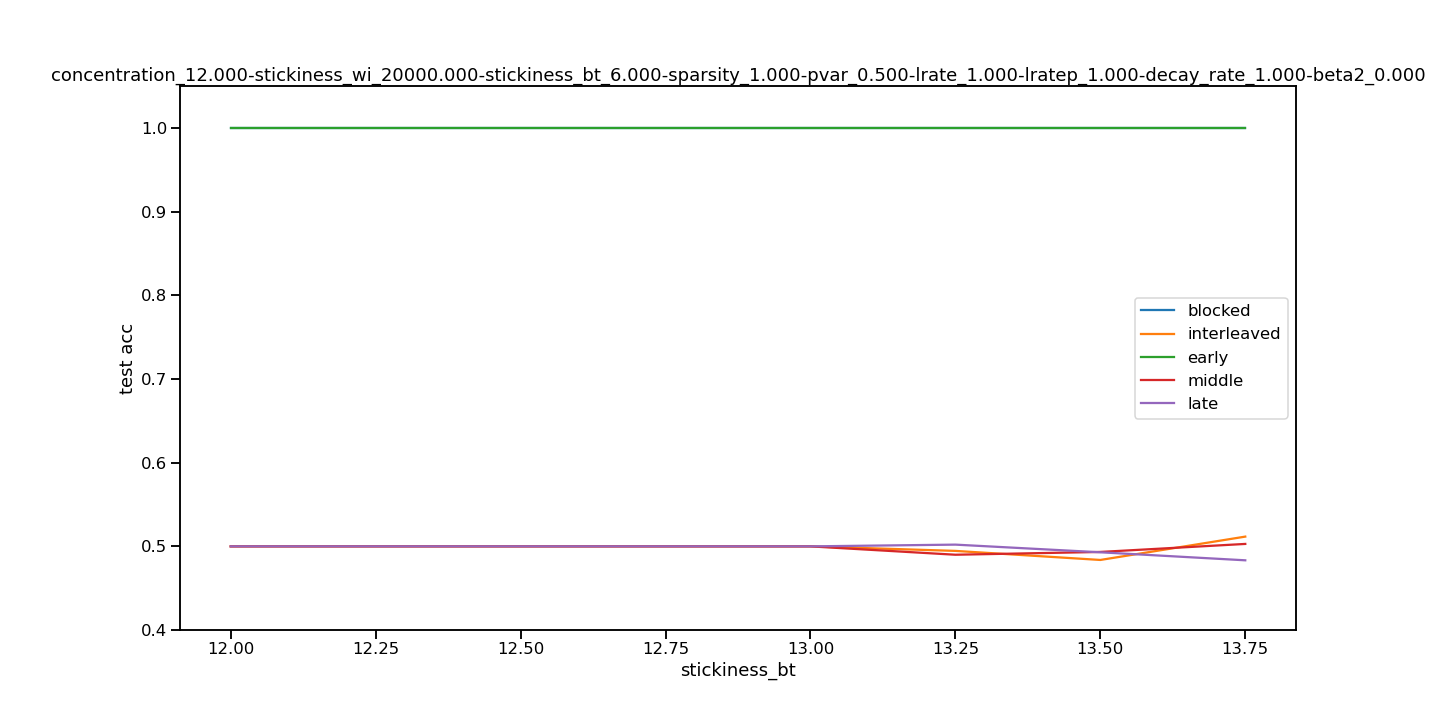 concentration_12.000-stickiness_wi_20000.000-stickiness_bt_6.000-sparsity_1.000-pvar_0.500-lrate_1.000-lratep_1.000-decay_rate_1.000-beta2_0.000
1.0
0.9
0.8
0.7
0.6
0.5
0.4
test acc
blocked
interleaved
early
middle
late
12.00 12.25 12.50 12.75 13.00 13.25 13.50 13.75
stickiness_bt